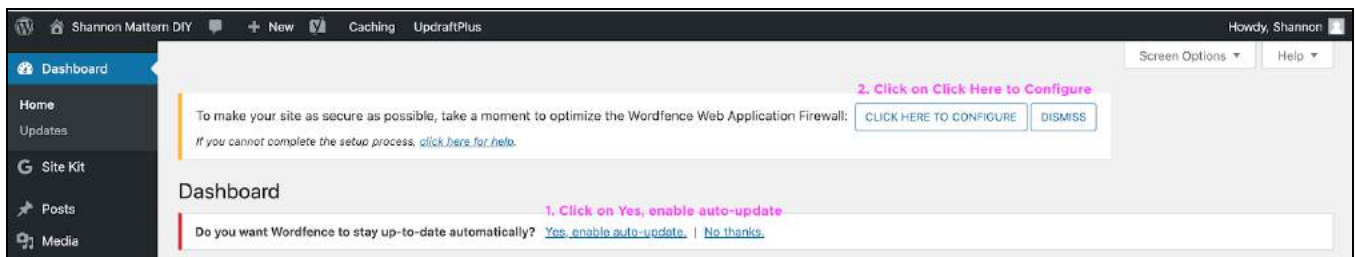 Shannon Mattern DIY + New Caching UpdraftPlus Howdy, Shannon
Screen Options ▼ Help ▼
Dashboard
2. Click on Click Here to Configure
Home
To make your site as secure as possible, take a moment to optimize the Wordfence Web Application Firewall: CLICK HERE TO CONFIGURE DISMISS
Updates
If you cannot complete the setup process, click here for help.
G Site Kit
Dashboard
Posts
1. Click on Yes, enable auto-update
Do you want Wordfence to stay up-to-date automatically? Yes, enable auto-update. | No thanks.
Media